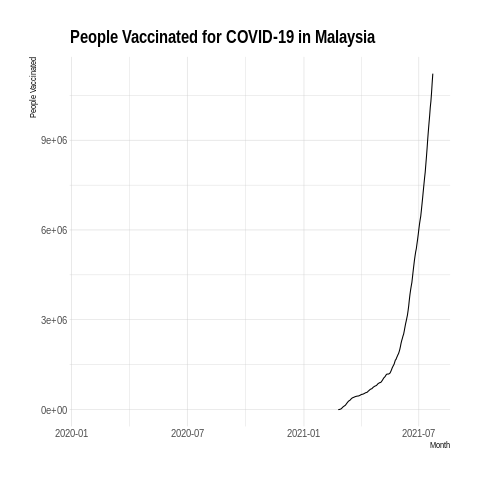 People Vaccinated for COVID-19 in Malaysia
People Vaccinated
9e+06
6e+06
3e+06
0e+00
2020-01 2020-07 2021-01 2021-07
Month